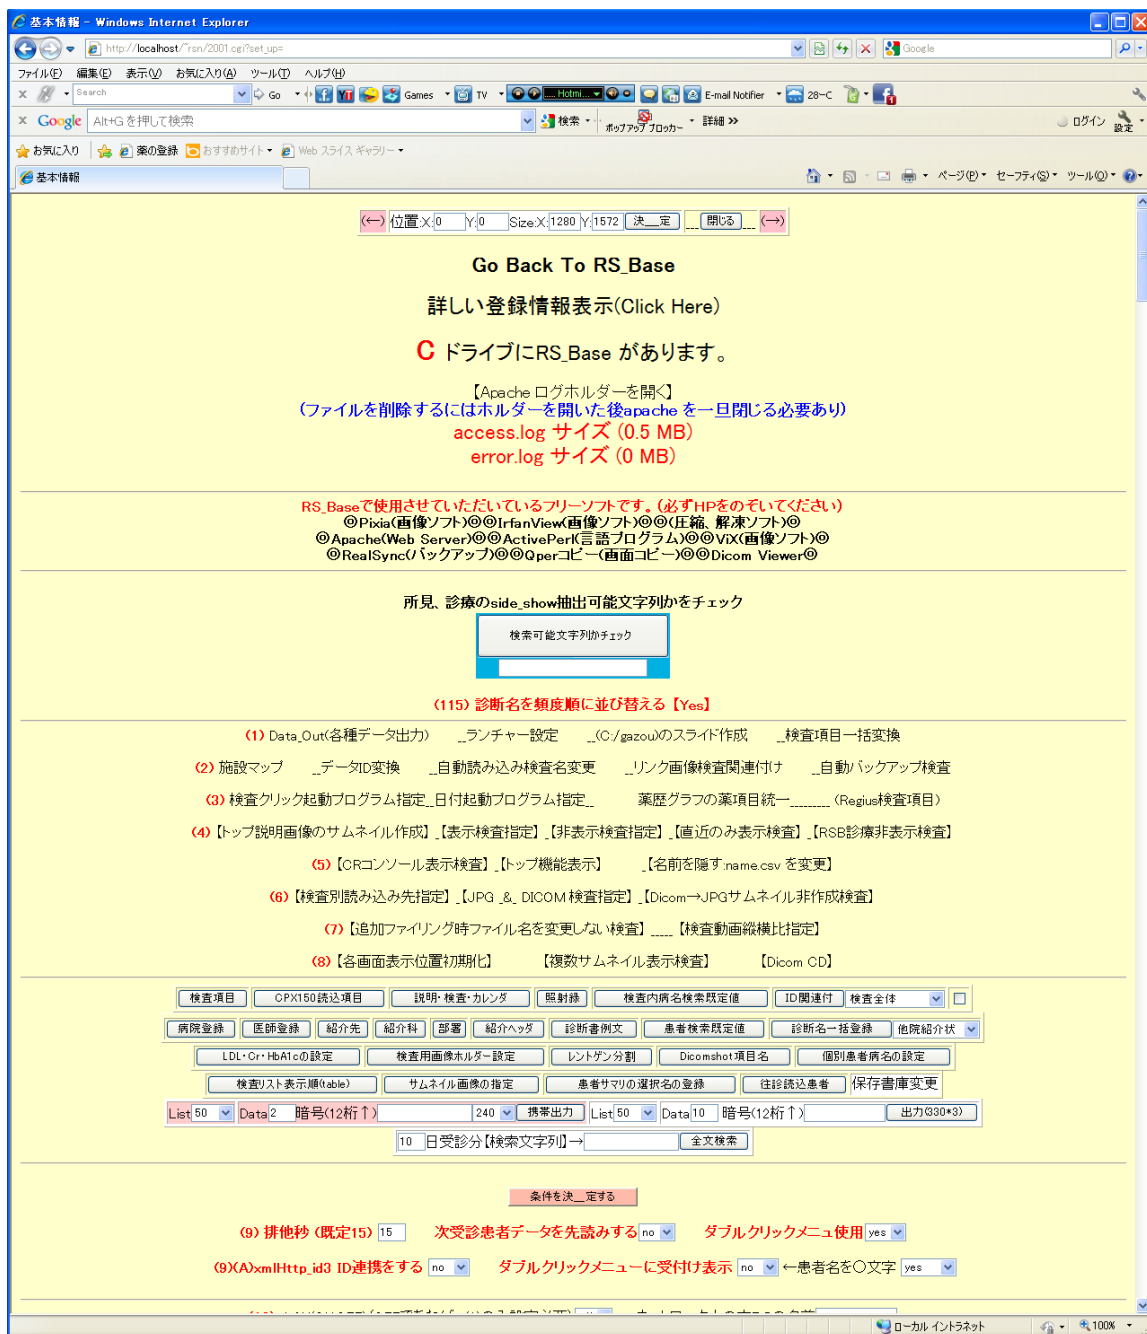 基本情報 - Windows Internet Explorer
http://localhost/~rsn/2001.cgi?set_up=
Google
ファイル(F) 編集(E) 表示(V) お気に入り(A) ツール(T) ヘルプ(H)
Search Go Games TV .... Hotmi... E-mail Notifier 28~C
Google Alt+G を押して検索 検索 ポップアップ ブロッカー 詳細 >> ログイン 設定
お気に入り 薬の登録 おすすめサイト Web スライス ギャラリー
基本情報 ページ(P) セーフティ(S) ツール(O)
(←) 位置:X:0 Y:0 Size:X:1280 Y:1572 決__定 ___閉じる___ (→)
Go Back To RS_Base
詳しい登録情報表示(Click Here)
C ドライブにRS_Base があります。
【Apache ログホルダーを開く】
(ファイルを削除するにはホルダーを開いた後apache を一旦閉じる必要あり)
access.log サイズ (0.5 MB)
error.log サイズ (0 MB)
RS_Baseで使用させていただいているフリーソフトです。(必ずHPをのぞいてください)
◎Pixia(画像ソフト)◎◎IrfanView(画像ソフト)◎◎(圧縮、解凍ソフト)◎
◎Apache(Web Server)◎◎ActivePerl(言語プログラム)◎◎ViX(画像ソフト)◎
◎RealSync(バックアップ)◎◎Qperコピー(画面コピー)◎◎Dicom Viewer◎
所見、診療のside_show抽出可能文字列かをチェック
検索可能文字列かチェック
(115) 診断名を頻度順に並び替える【Yes】
(1) Data_Out(各種データ出力) __ランチャー設定 __(C:/gazou)のスライド作成 __検査項目一括変換
(2) 施設マップ __データID変換 __自動読み込み検査名変更 __リンク画像検査関連付け __自動バックアップ検査
(3) 検査クリック起動プログラム指定__日付起動プログラム指定__ 薬歴グラフの薬項目統一_________ (Regius検査項目)
(4)【トップ説明画像のサムネイル作成】_【表示検査指定】_【非表示検査指定】_【直近のみ表示検査】_【RSB診療非表示検査】
(5)【CRコンソール表示検査】_【トップ機能表示】 _【名前を隠す:name.csv を変更】
(6)【検査別読み込み先指定】_【JPG _&_ DICOM 検査指定】_【Dicom→JPGサムネイル非作成検査】
(7)【追加ファイリング時ファイル名を変更しない検査】_____【検査動画縦横比指定】
(8)【各画面表示位置初期化】 【複数サムネイル表示検査】 【Dicom CD】
検査項目 CPX150読込項目 説明・検査・カレンダ 照射録 検査内病名検索既定値 ID関連付 検査全体
病院登録 医師登録 紹介先 紹介科 部署 紹介ヘッダ 診断書例文 患者検索既定値 診断名一括登録 他院紹介状
LDL・Cr・HbA1cの設定 検査用画像ホルダー設定 レントゲン分割 Dicomshot項目名 個別患者病名の設定
検査リスト表示順(table) サムネイル画像の指定 患者サマリの選択名の登録 往診読込患者 保存書庫変更
List 50 Data 2 暗号(12桁↑) 240 携帯出力 List 50 Data 10 暗号(12桁↑) 出力(330*3)
10 日受診分【検索文字列】→ 全文検索
条件を決__定する
(9) 排他秒 (既定15) 15 次受診患者データを先読みする no ダブルクリックメニュ使用 yes
(9)(A)xmlHttp_id3 ID連携をする no ダブルクリックメニューに受付け表示 no ←患者名を〇文字 yes
ローカル イントラネット 100%